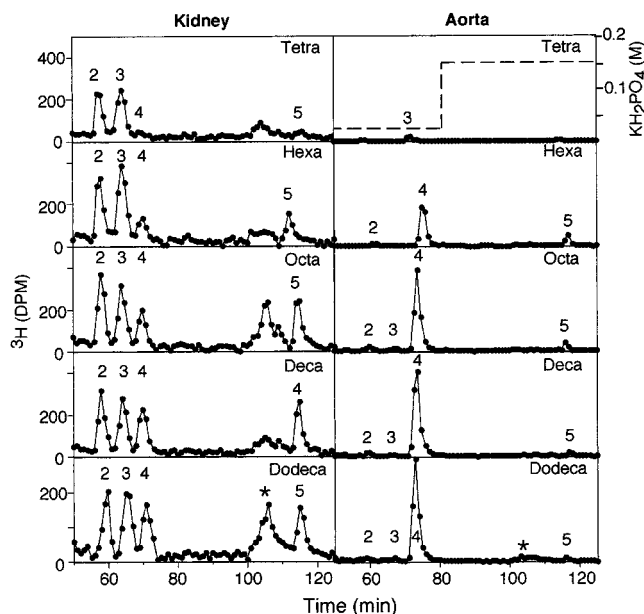 Kidney Aorta
Tetra Tetra
400
200
0
2 3 4 5
3
0.2
0.1
KH2PO4 (M)
Hexa Hexa
200
0
2 3 4 5
2 4 5
Octa Octa
200
0
2 3 4 5
2 3 4 5
3H (DPM)
Deca Deca
200
0
2 3 4 4
2 3 4 5
Dodeca Dodeca
200
0
2 3 4 * 5
2 3 4 * 5
60 80 100 120 60 80 100 120
Time (min)